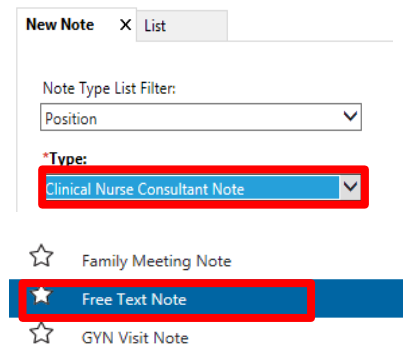 New Note X List
Note Type List Filter:
Position
*Type:
Clinical Nurse Consultant Note
Family Meeting Note
Free Text Note
GYN Visit Note